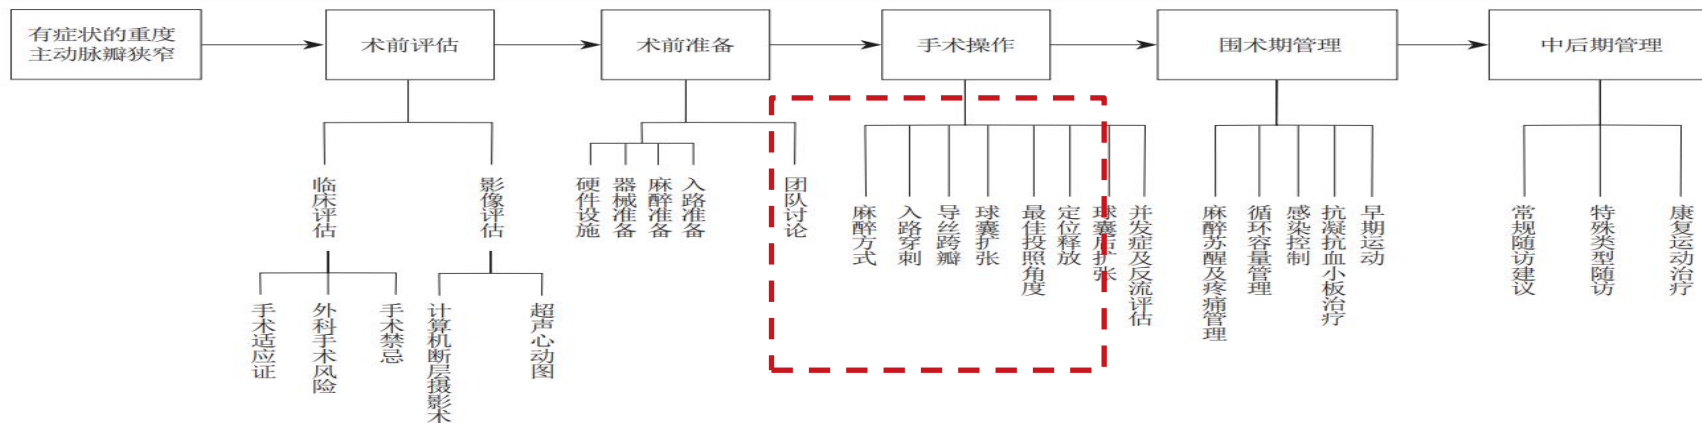 有症状的重度
主动脉瓣狭窄
术前评估
术前准备
手术操作
围术期管理
中后期管理
临床评估
影像评估
手术适应证
外科手术风险
手术禁忌
计算机断层摄影术
超声心动图
硬件设施
器械准备
麻醉准备
入路准备
团队讨论
麻醉方式
入路穿刺
导丝跨瓣
球囊扩张
最佳投照角度
定位释放
球囊后扩张
并发症及反流评估
麻醉苏醒及疼痛管理
循环容量管理
感染控制
抗凝抗血小板治疗
早期运动
常规随访建议
特殊类型随访
康复运动治疗